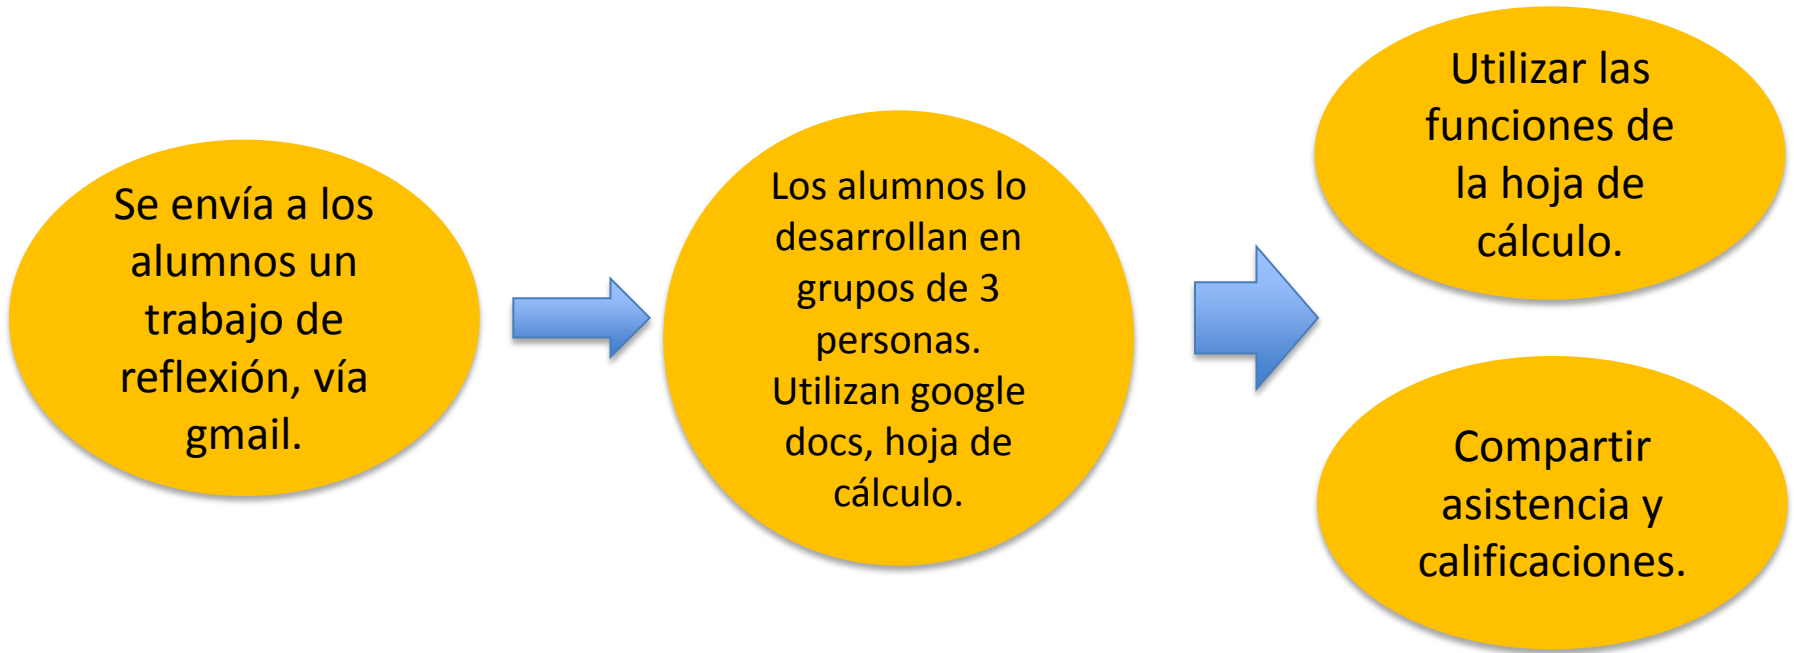 Se envía a los
alumnos un
trabajo de
reflexión, vía
gmail.
Los alumnos lo
desarrollan en
grupos de 3
personas.
Utilizan google
docs, hoja de
cálculo.
Utilizar las
funciones de
la hoja de
cálculo.
Compartir
asistencia y
calificaciones.